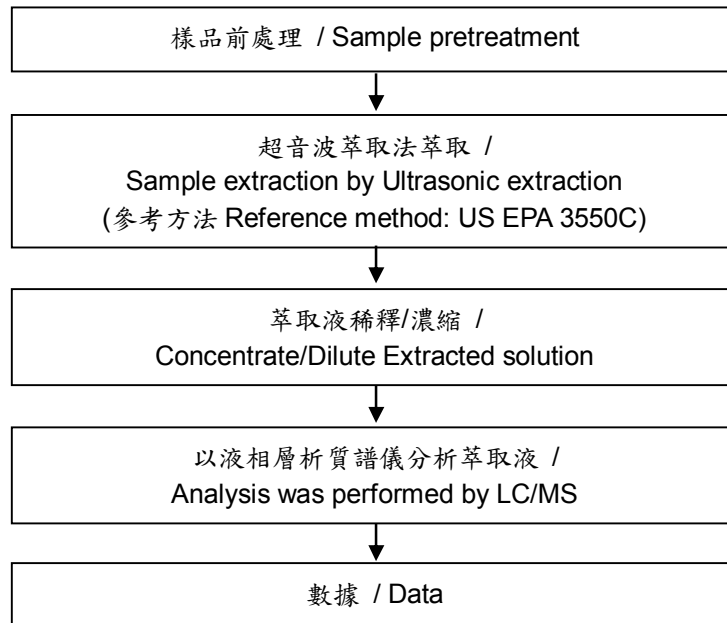 樣品前處理 / Sample pretreatment
超音波萃取法萃取 /
Sample extraction by Ultrasonic extraction
(參考方法 Reference method: US EPA 3550C)
萃取液稀釋/濃縮 /
Concentrate/Dilute Extracted solution
以液相層析質譜儀分析萃取液 /
Analysis was performed by LC/MS
數據 / Data